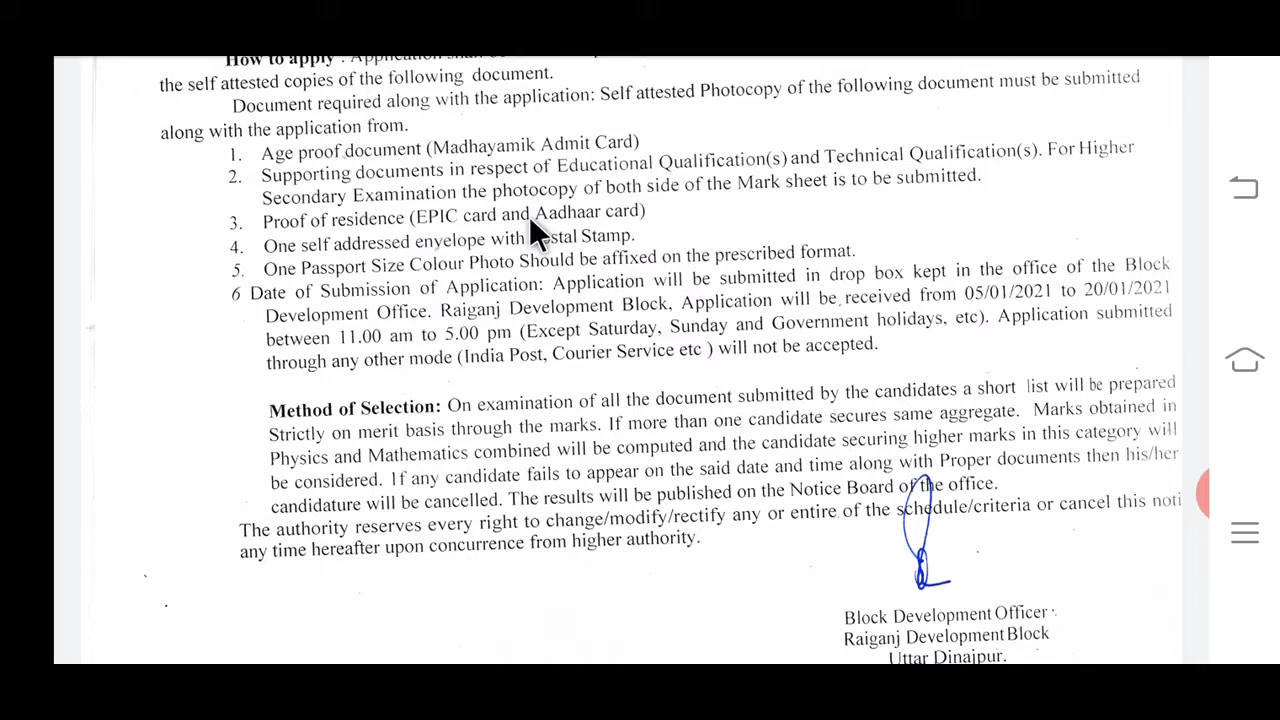 How to apply : Application
the self attested copies of the following document.
Document required along with the application: Self attested Photocopy of the following document must be submitted
along with the application from.
1. Age proof document (Madhayamik Admit Card)
2. Supporting documents in respect of Educational Qualification(s) and Technical Qualification(s). For Higher
Secondary Examination the photocopy of both side of the Mark sheet is to be submitted.
3. Proof of residence (EPIC card and Aadhaar card)
4. One self addressed envelope with stal Stamp.
5. One Passport Size Colour Photo Should be affixed on the prescribed format.
6 Date of Submission of Application: Application will be submitted in drop box kept in the office of the Block
Development Office. Raiganj Development Block, Application will be received from 05/01/2021 to 20/01/2021
between 11.00 am to 5.00 pm (Except Saturday, Sunday and Government holidays, etc). Application submitted
through any other mode (India Post, Courier Service etc ) will not be accepted.
Method of Selection: On examination of all the document submitted by the candidates a short list will be prepared
Strictly on merit basis through the marks. If more than one candidate secures same aggregate. Marks obtained in
Physics and Mathematics combined will be computed and the candidate securing higher marks in this category will
be considered. If any candidate fails to appear on the said date and time along with Proper documents then his/her
candidature will be cancelled. The results will be published on the Notice Board of the office.
The authority reserves every right to change/modify/rectify any or entire of the schedule/criteria or cancel this noti
any time hereafter upon concurrence from higher authority.
Block Development Officer
Raiganj Development Block
Uttar Dinajpur.